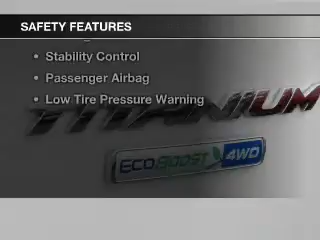 SAFETY FEATURES
• Stability Control
• Passenger Airbag
• Low Tire Pressure Warning
TITANIUM
ECOBOOST 4WD